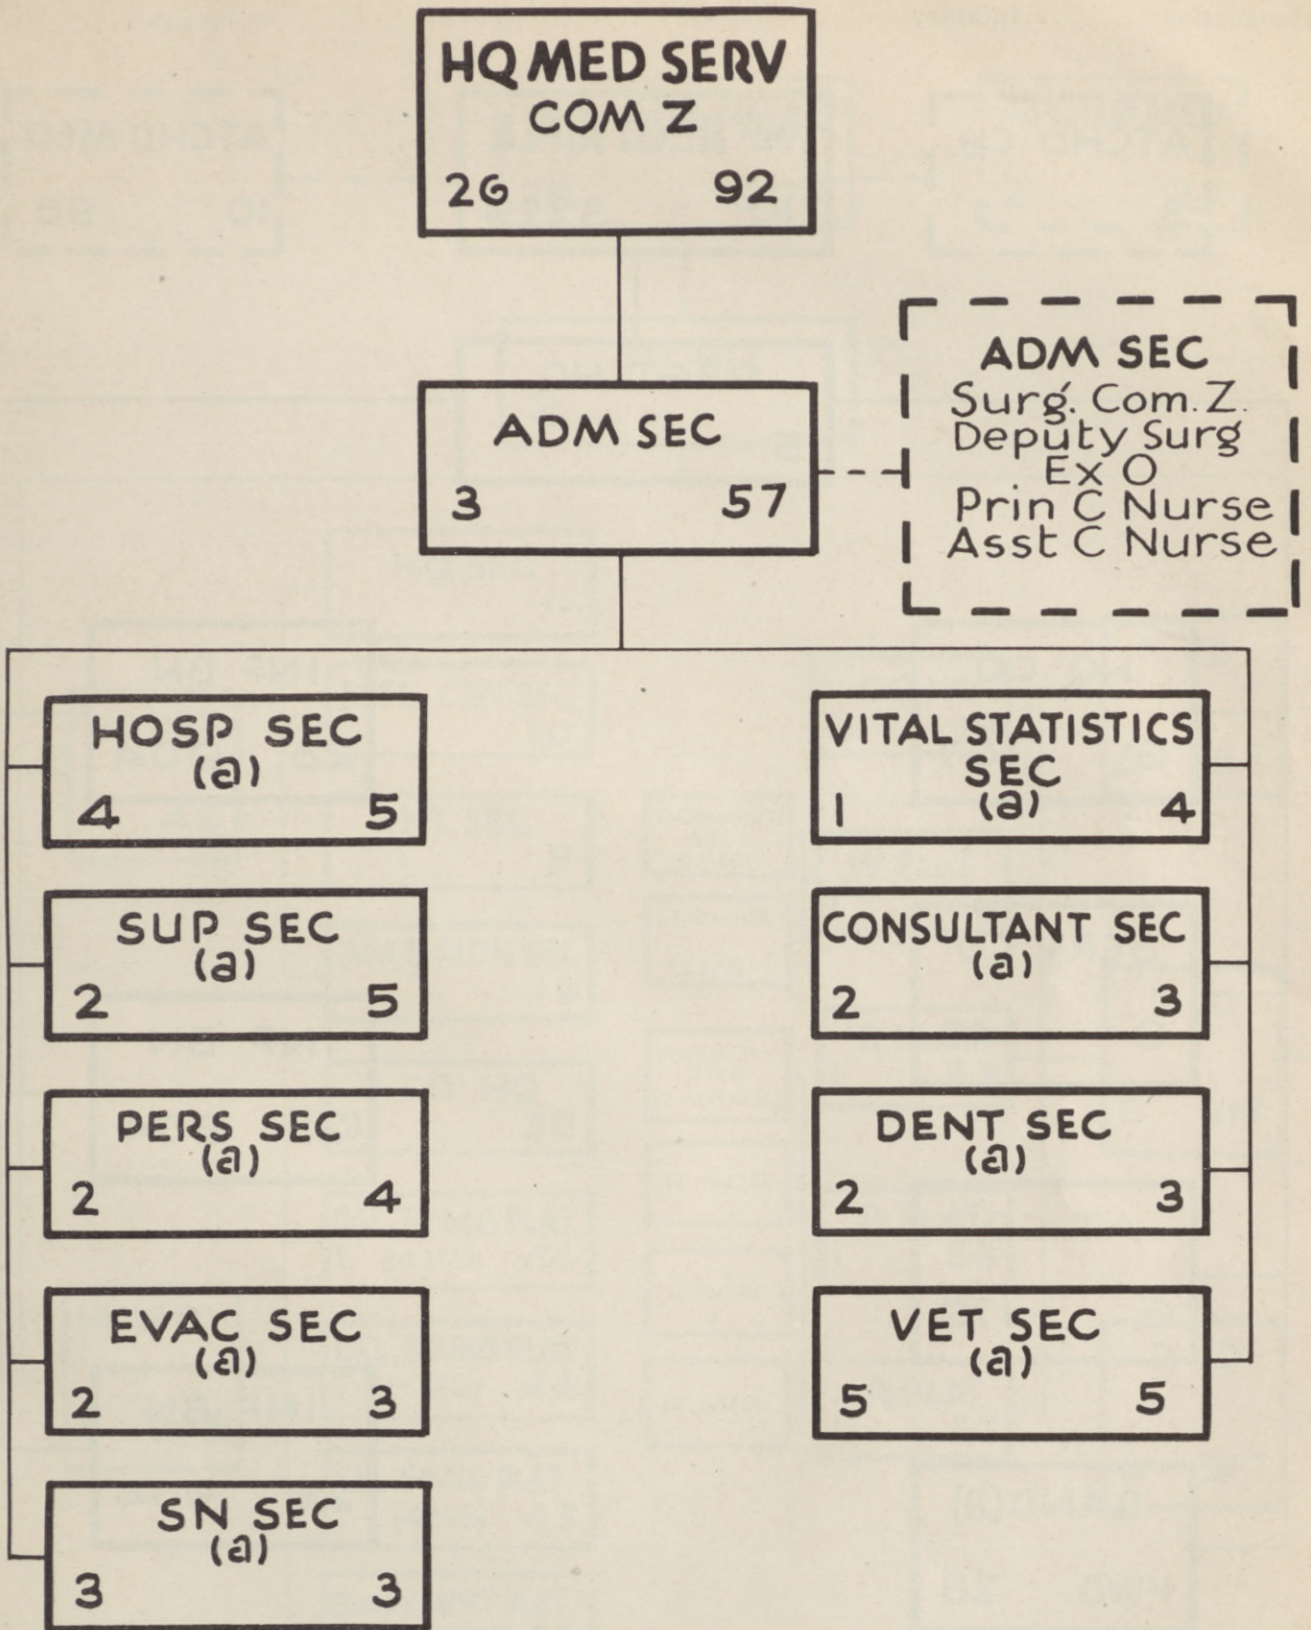 HQ MED SERV
COM Z
26 92
ADM SEC
3 57
ADM SEC
Surg. Com. Z.
Deputy Surg
Ex O
Prin C Nurse
Asst C Nurse
HOSP SEC
(a)
4 5
SUP SEC
(a)
2 5
PERS SEC
(a)
2 4
EVAC SEC
(a)
2 3
SN SEC
(a)
3 3
VITAL STATISTICS
SEC
(a)
1 4
CONSULTANT SEC
(a)
2 3
DENT SEC
(a)
2 3
VET SEC
(a)
5 5